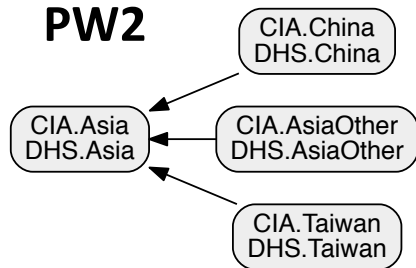 PW2
CIA.China
DHS.China
CIA.Asia
DHS.Asia
CIA.AsiaOther
DHS.AsiaOther
CIA.Taiwan
DHS.Taiwan